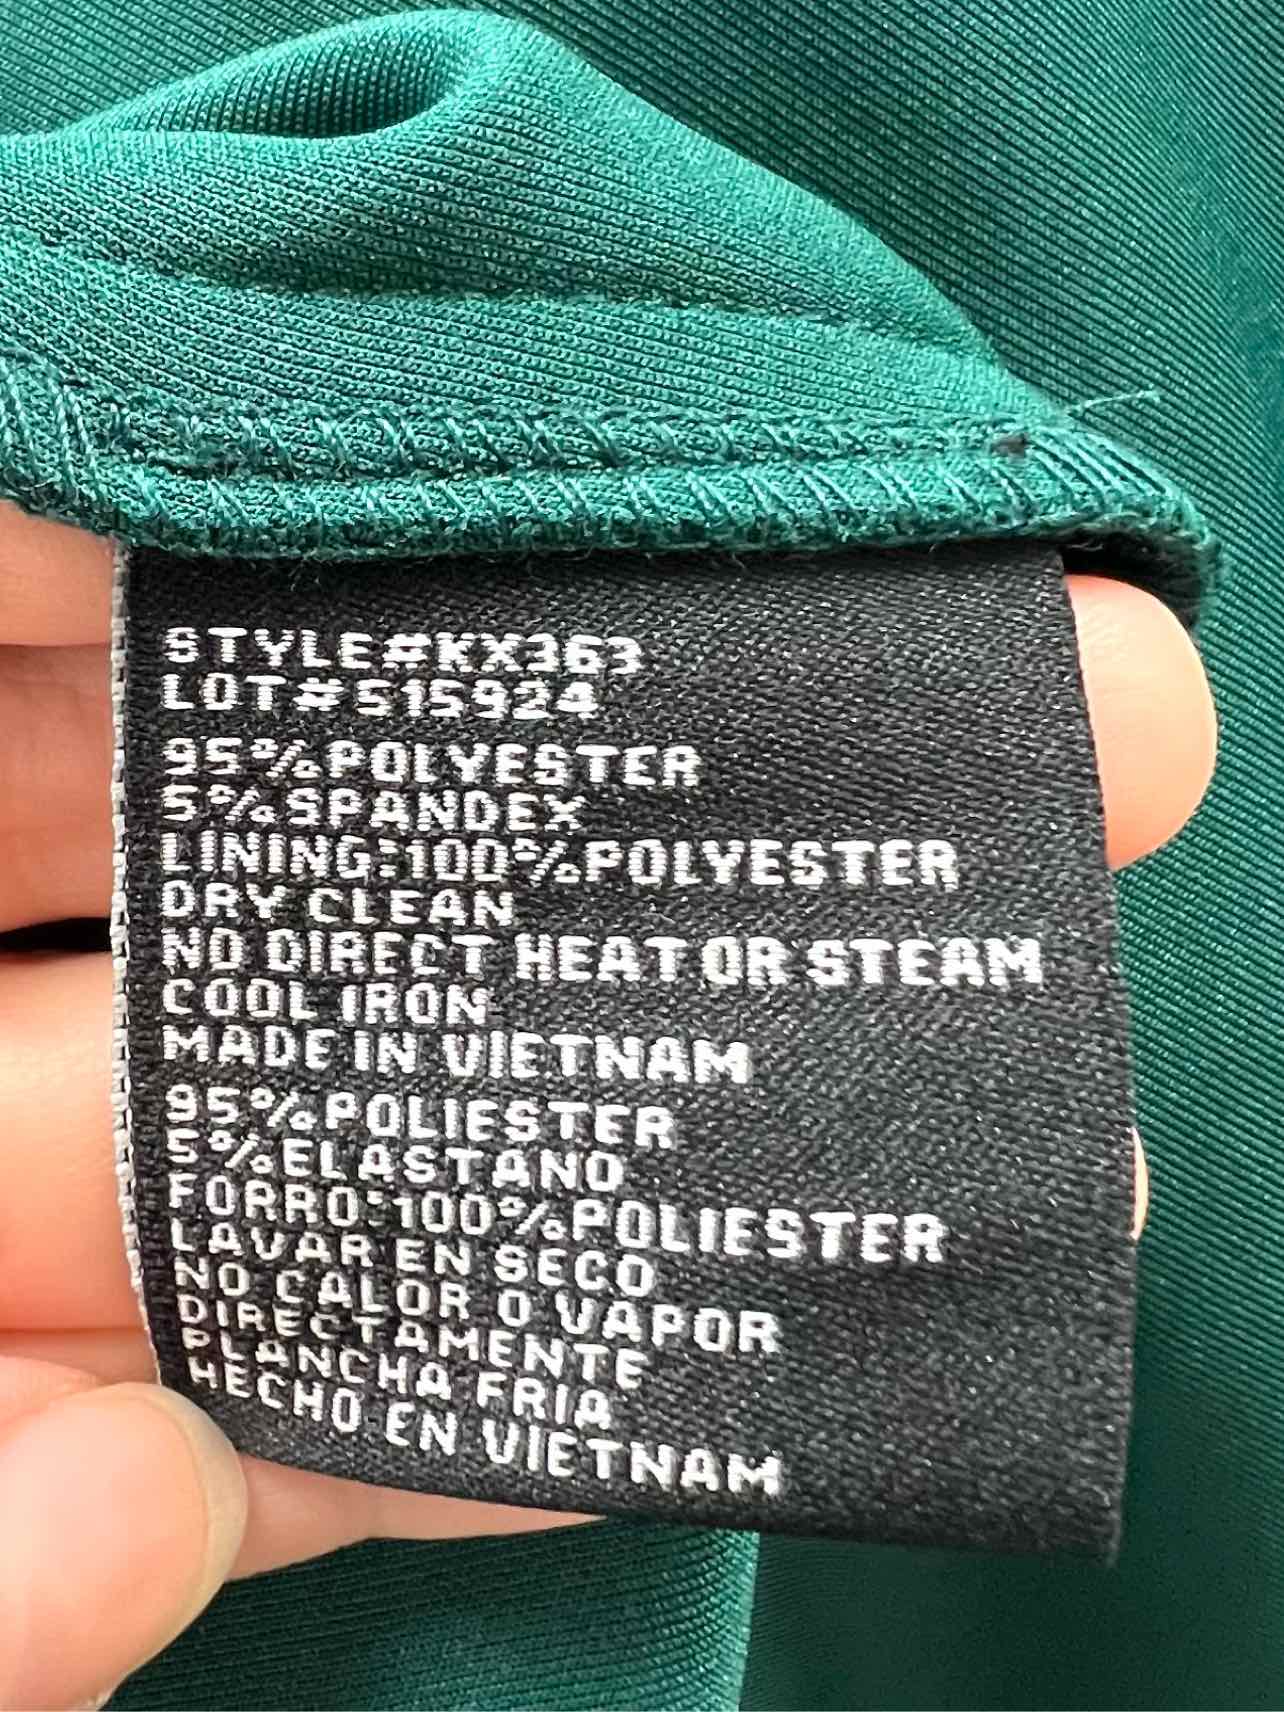 STYLE#KX363
LOT#515924
95%POLYESTER
5%SPANDEX
LINING:100%POLYESTER
DRY CLEAN
NO DIRECT HEAT OR STEAM
COOL IRON
MADE IN VIETNAM
95%POLIESTER
5%ELASTANO
FORRO:100%POLIESTER
LAVAR EN SECO
NO CALOR O VAPOR
DIRECTAMENTE
PLANCHA FRIA
HECHO EN VIETNAM